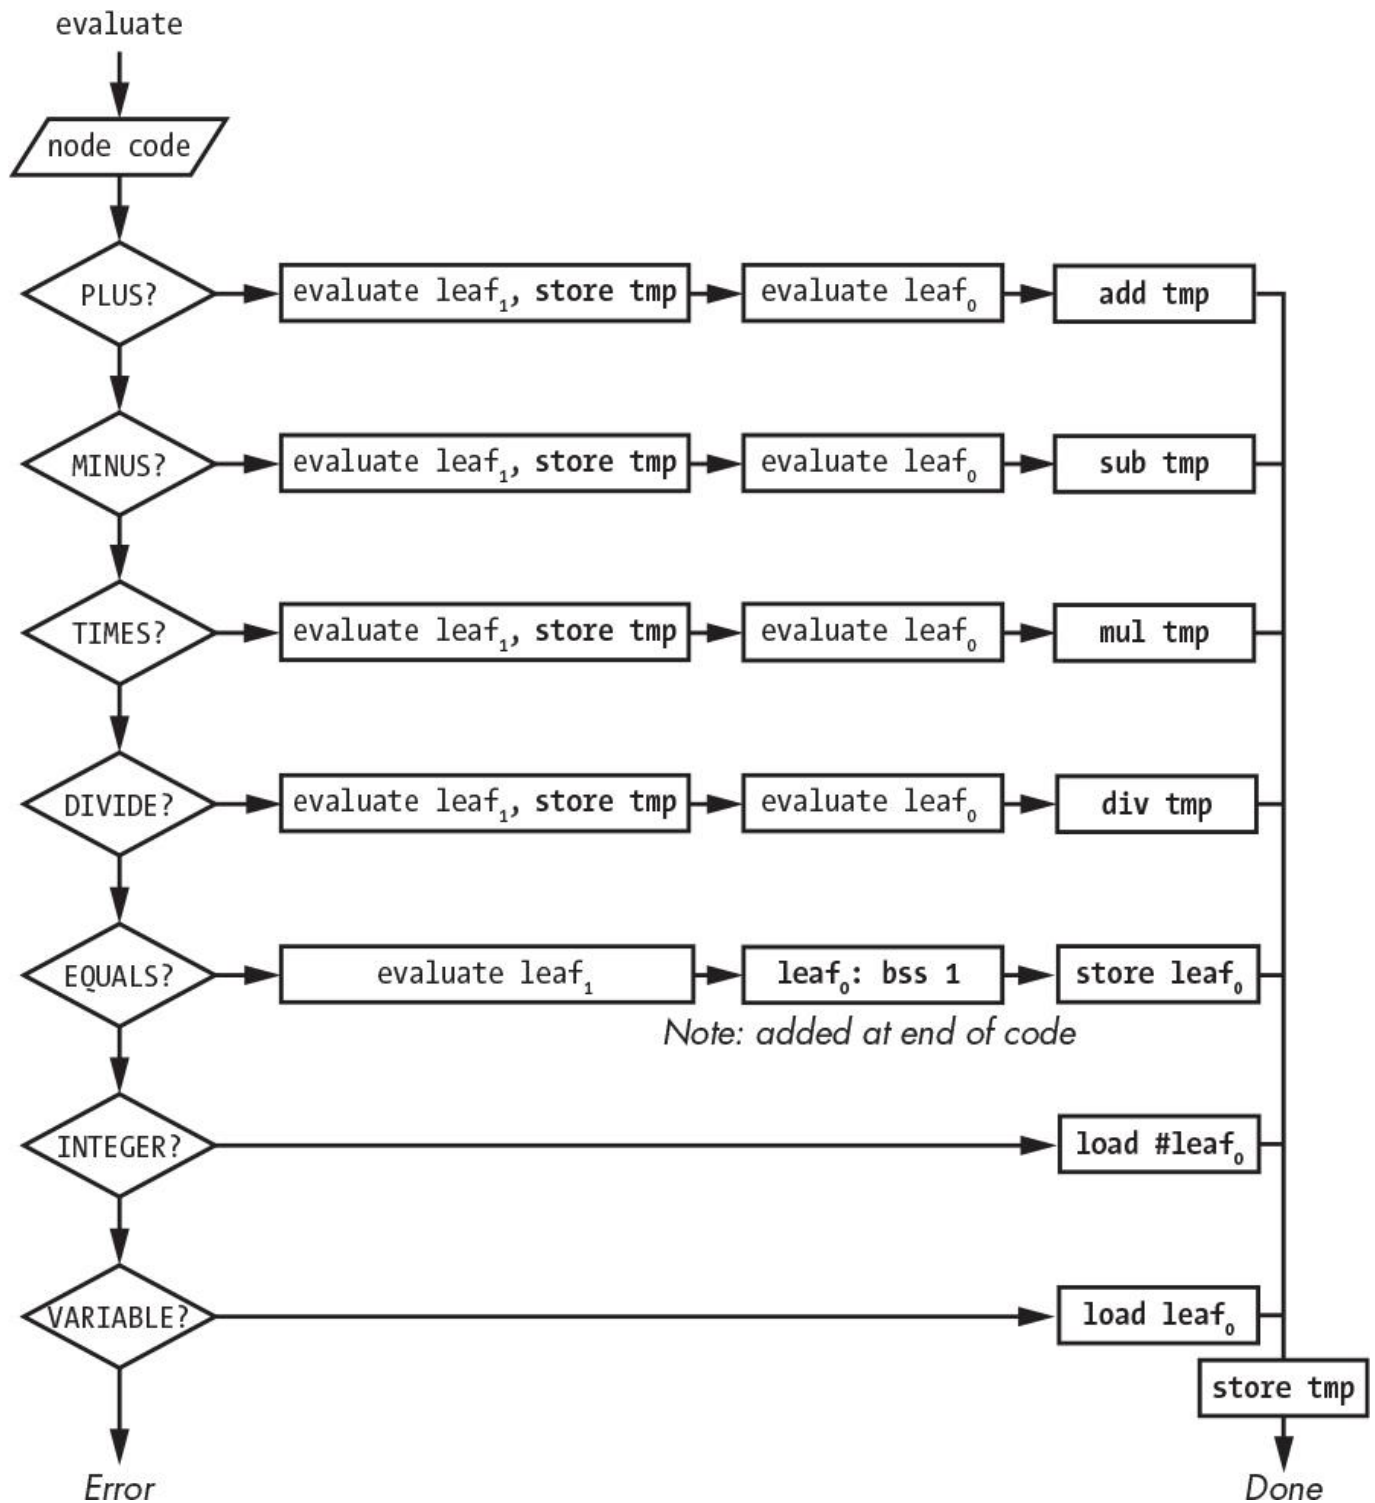 evaluate
node code
PLUS?
evaluate leaf₁, store tmp
evaluate leaf₀
add tmp
MINUS?
evaluate leaf₁, store tmp
evaluate leaf₀
sub tmp
TIMES?
evaluate leaf₁, store tmp
evaluate leaf₀
mul tmp
DIVIDE?
evaluate leaf₁, store tmp
evaluate leaf₀
div tmp
EQUALS?
evaluate leaf₁
leaf₀: bss 1
store leaf₀
Note: added at end of code
INTEGER?
load #leaf₀
VARIABLE?
load leaf₀
store tmp
Error
Done